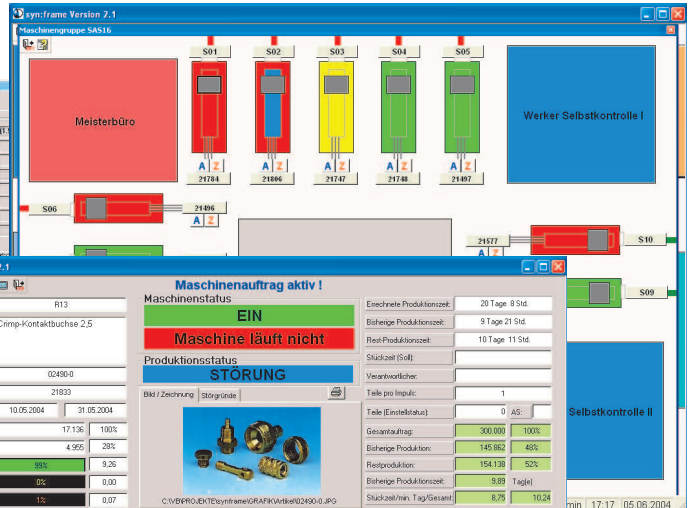 syn:frame Version 2.1
Maschinengruppe SAS16
S01 S02 S03 S04 S05
Meisterbüro
Werker Selbstkontrolle I
A Z A Z A Z A Z A Z
21784 21806 21747 21748 21497
S06 21496
A Z
21577 S10
S09
2.1
Maschinenauftrag aktiv !
R13
Crimp-Kontaktbuchse 2,5
02490-0
21833
10.05.2004 31.05.2004
17.136 100%
4.955 28%
99% 9,26
0% 0,00
1% 0,07
Maschinenstatus
EIN
Maschine läuft nicht
Produktionsstatus
STÖRUNG
Bild / Zeichnung Störgründe
C:\VB\PROJEKTE\synframe\GRAFIK\Artikel\02490-0.JPG
Errechnete Produktionszeit: 20 Tage 8 Std.
Bisherige Produktionszeit: 9 Tage 21 Std.
Rest-Produktionszeit: 10 Tage 11 Std.
Stückzeit (Soll):
Verantwortlicher:
Teile pro Impuls: 1
Teile (Einstellstatus): 0 AS:
Gesamtauftrag: 300.000 100%
Bisherige Produktion: 145.862 48%
Restproduktion: 154.138 52%
Bisherige Produktionszeit: 9,89 Tag(e)
Stückzeit/min. Tag/Gesamt: 8,75 10,24
Selbstkontrolle II
min 17:17 05.06.2004